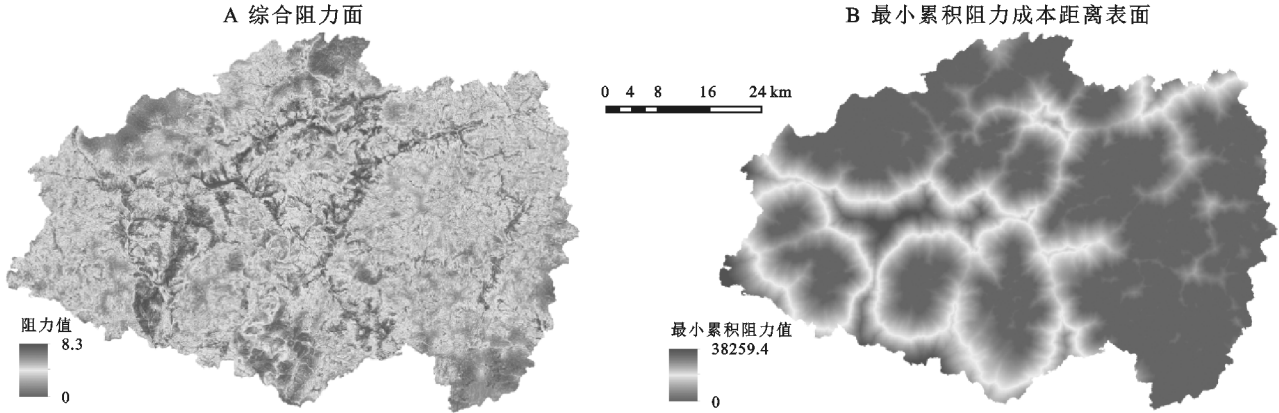 A 综合阻力面
B 最小累积阻力成本距离表面
0 4 8 16 24 km
阻力值
8.3
0
最小累积阻力值
38259.4
0